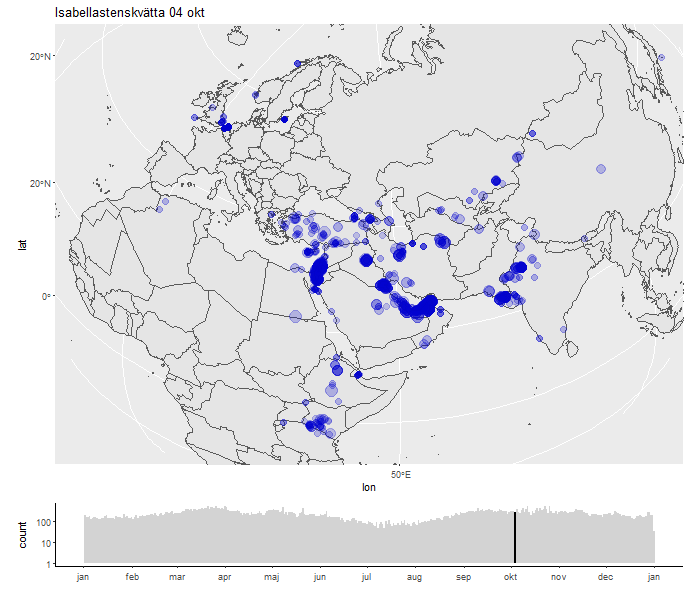 Isabellastenskvätta 04 okt
20°N
20°N
0°
lat
50°E
lon
count
100
10
1
jan feb mar apr maj jun jul aug sep okt nov dec jan